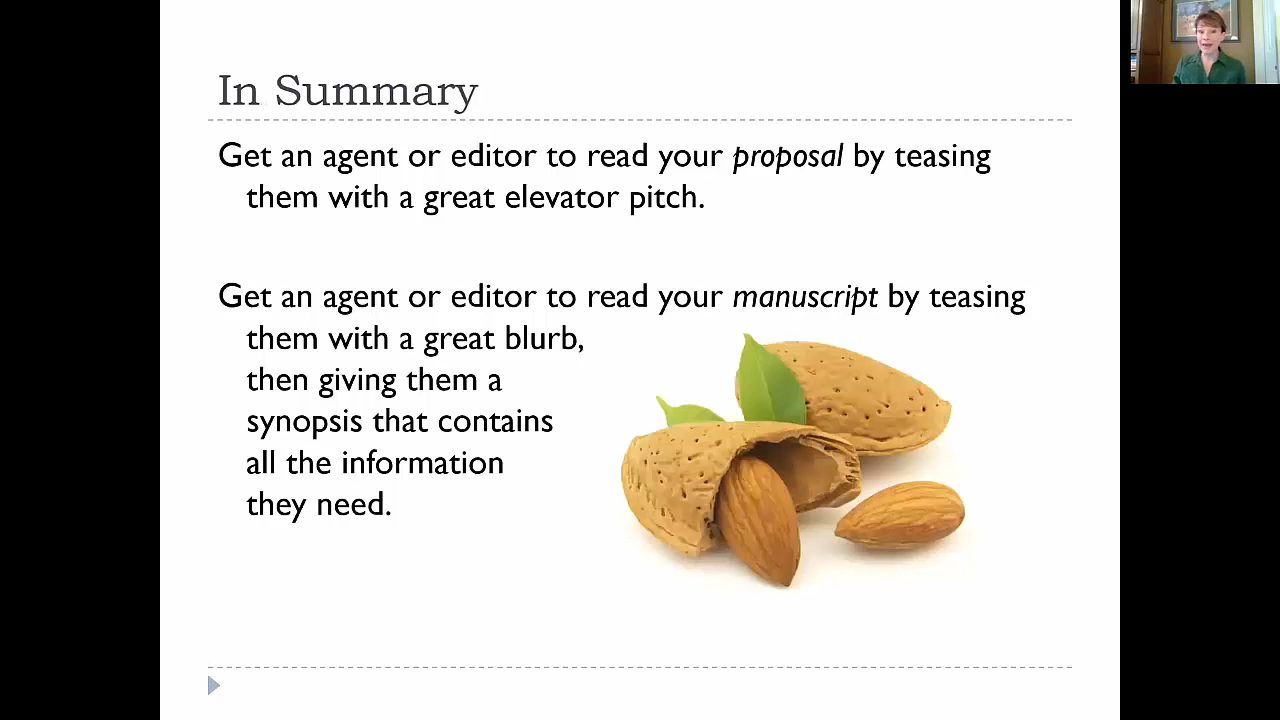 In Summary
Get an agent or editor to read your proposal by teasing
them with a great elevator pitch.
Get an agent or editor to read your manuscript by teasing
them with a great blurb,
then giving them a
synopsis that contains
all the information
they need.